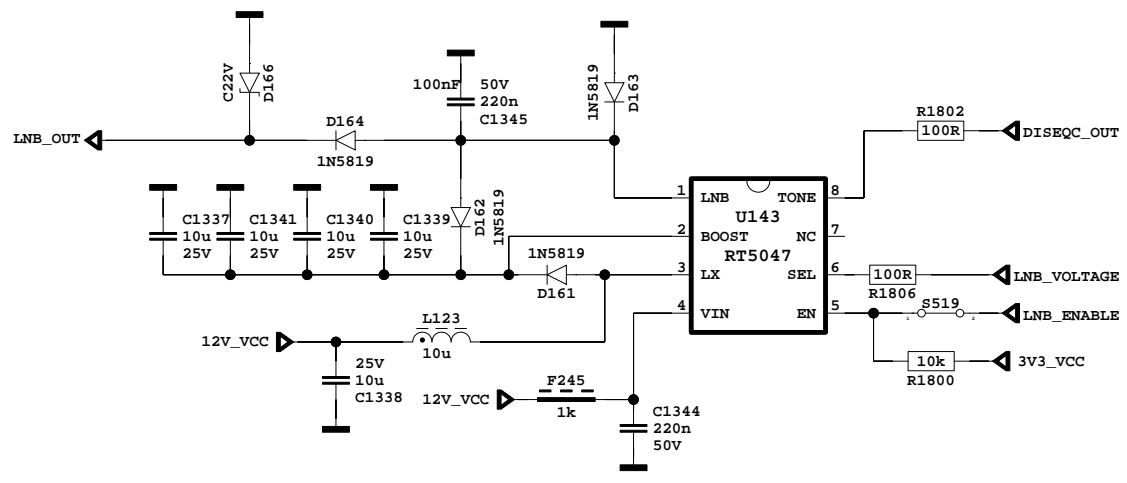 C22V
D166
100nF
50V
220n
C1345
1N5819
D163
R1802
100R
DISEQC_OUT
LNB_OUT
D164
1N5819
D162
1N5819
C1337
10u
25V
C1341
10u
25V
C1340
10u
25V
C1339
10u
25V
1N5819
D161
1
2
3
4
LNB
BOOST
LX
VIN
U143
RT5047
TONE
NC
SEL
EN
8
7
6
5
100R
R1806
LNB_VOLTAGE
S519
1
2
LNB_ENABLE
10k
R1800
3V3_VCC
12V_VCC
L123
10u
25V
10u
C1338
12V_VCC
F245
1k
C1344
220n
50V